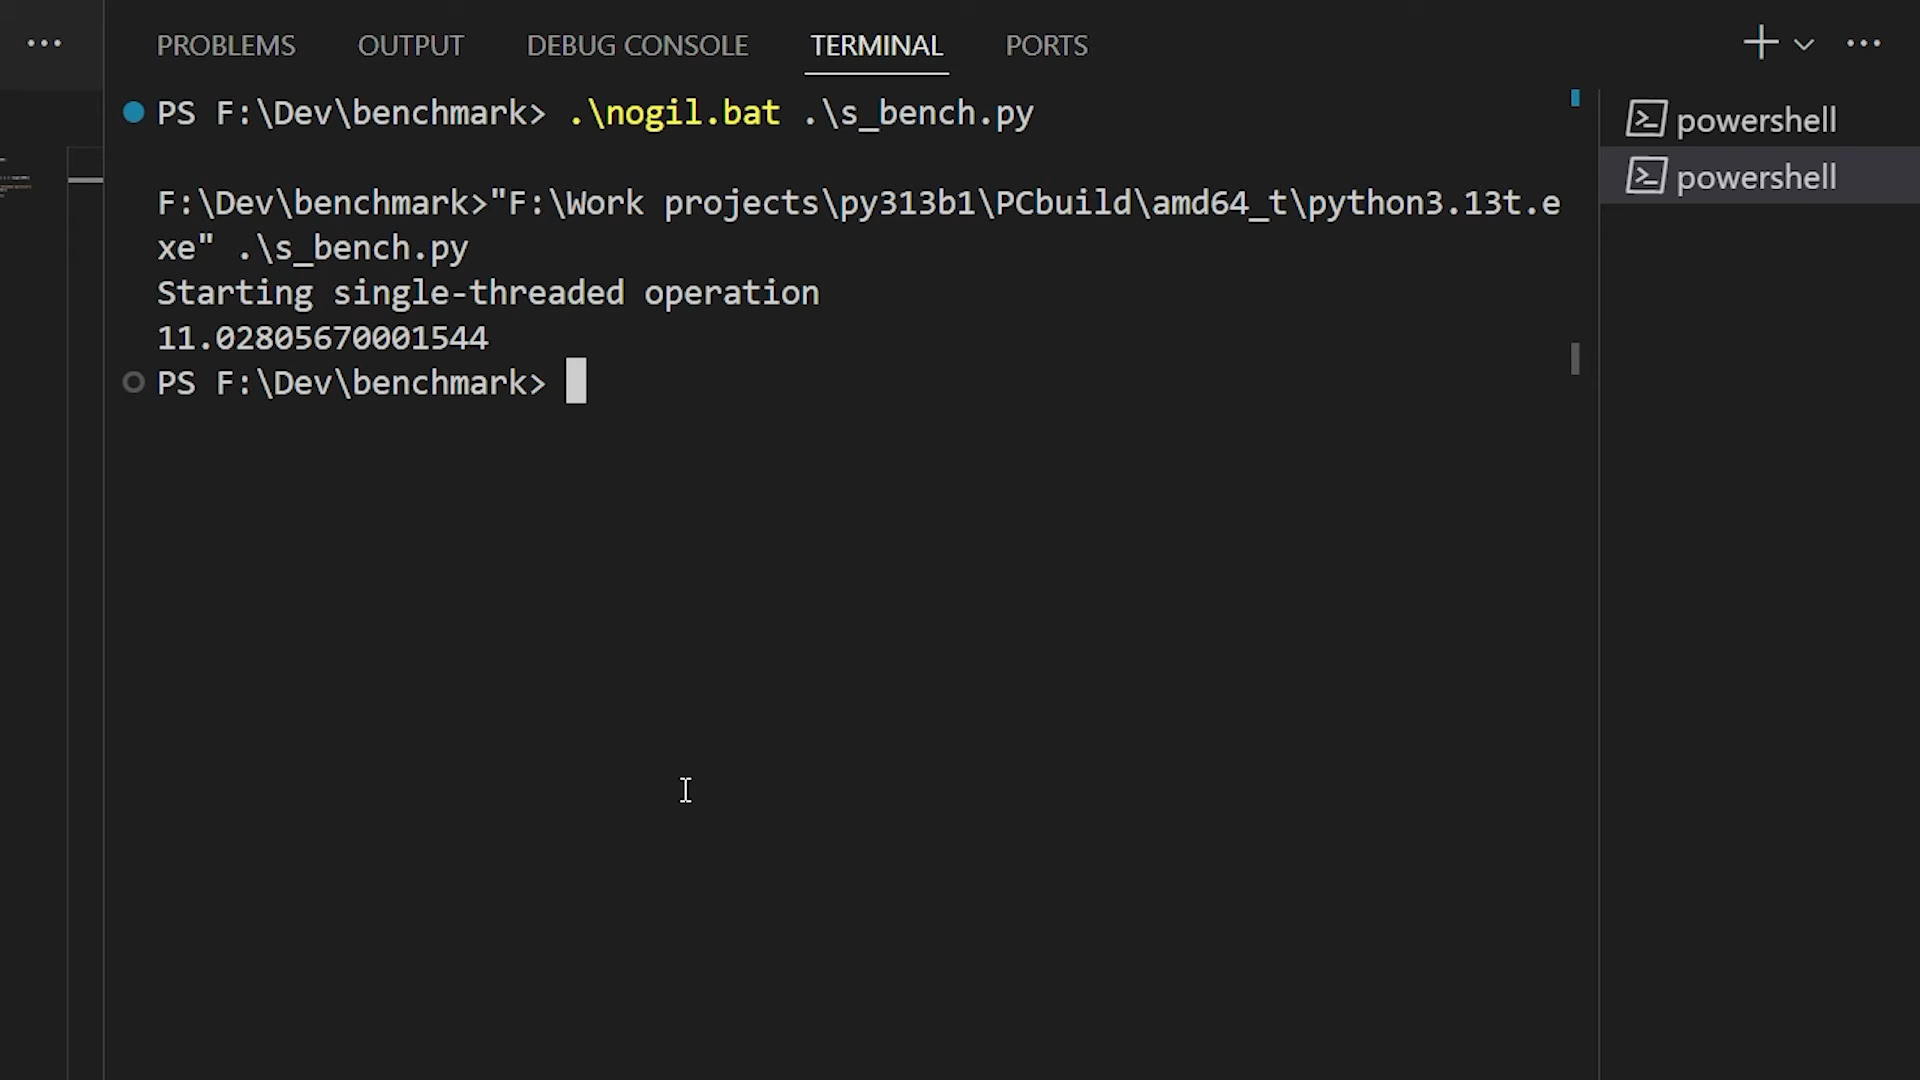 PROBLEMS OUTPUT DEBUG CONSOLE TERMINAL PORTS
PS F:\Dev\benchmark> .\nogil.bat .\s_bench.py
F:\Dev\benchmark>"F:\Work projects\py313b1\PCbuild\amd64_t\python3.13t.e
xe" .\s_bench.py
Starting single-threaded operation
11.02805670001544
PS F:\Dev\benchmark>
powershell
powershell